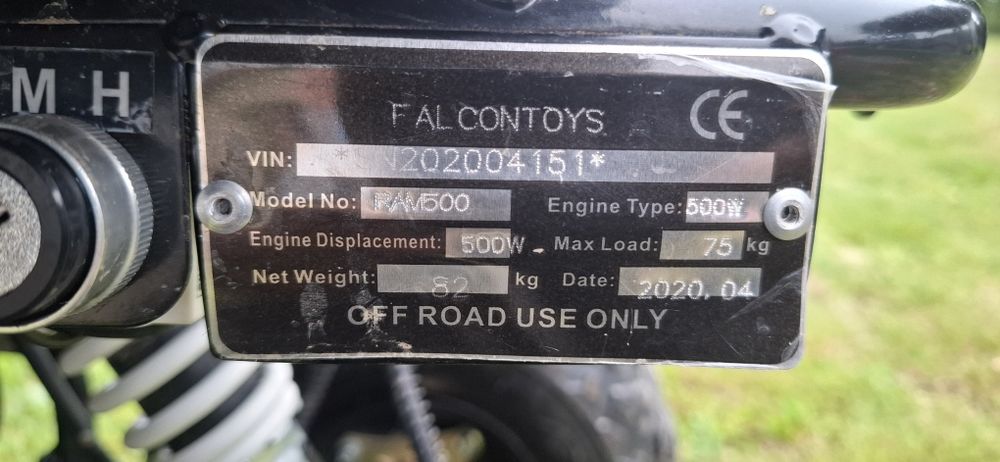 M H
FALCONTOYS CE
VIN: *N202004151*
Model No: RAM500 Engine Type: 500W
Engine Displacement: 500W Max Load: 75 kg
Net Weight: 82 kg Date: 2020.04
OFF ROAD USE ONLY